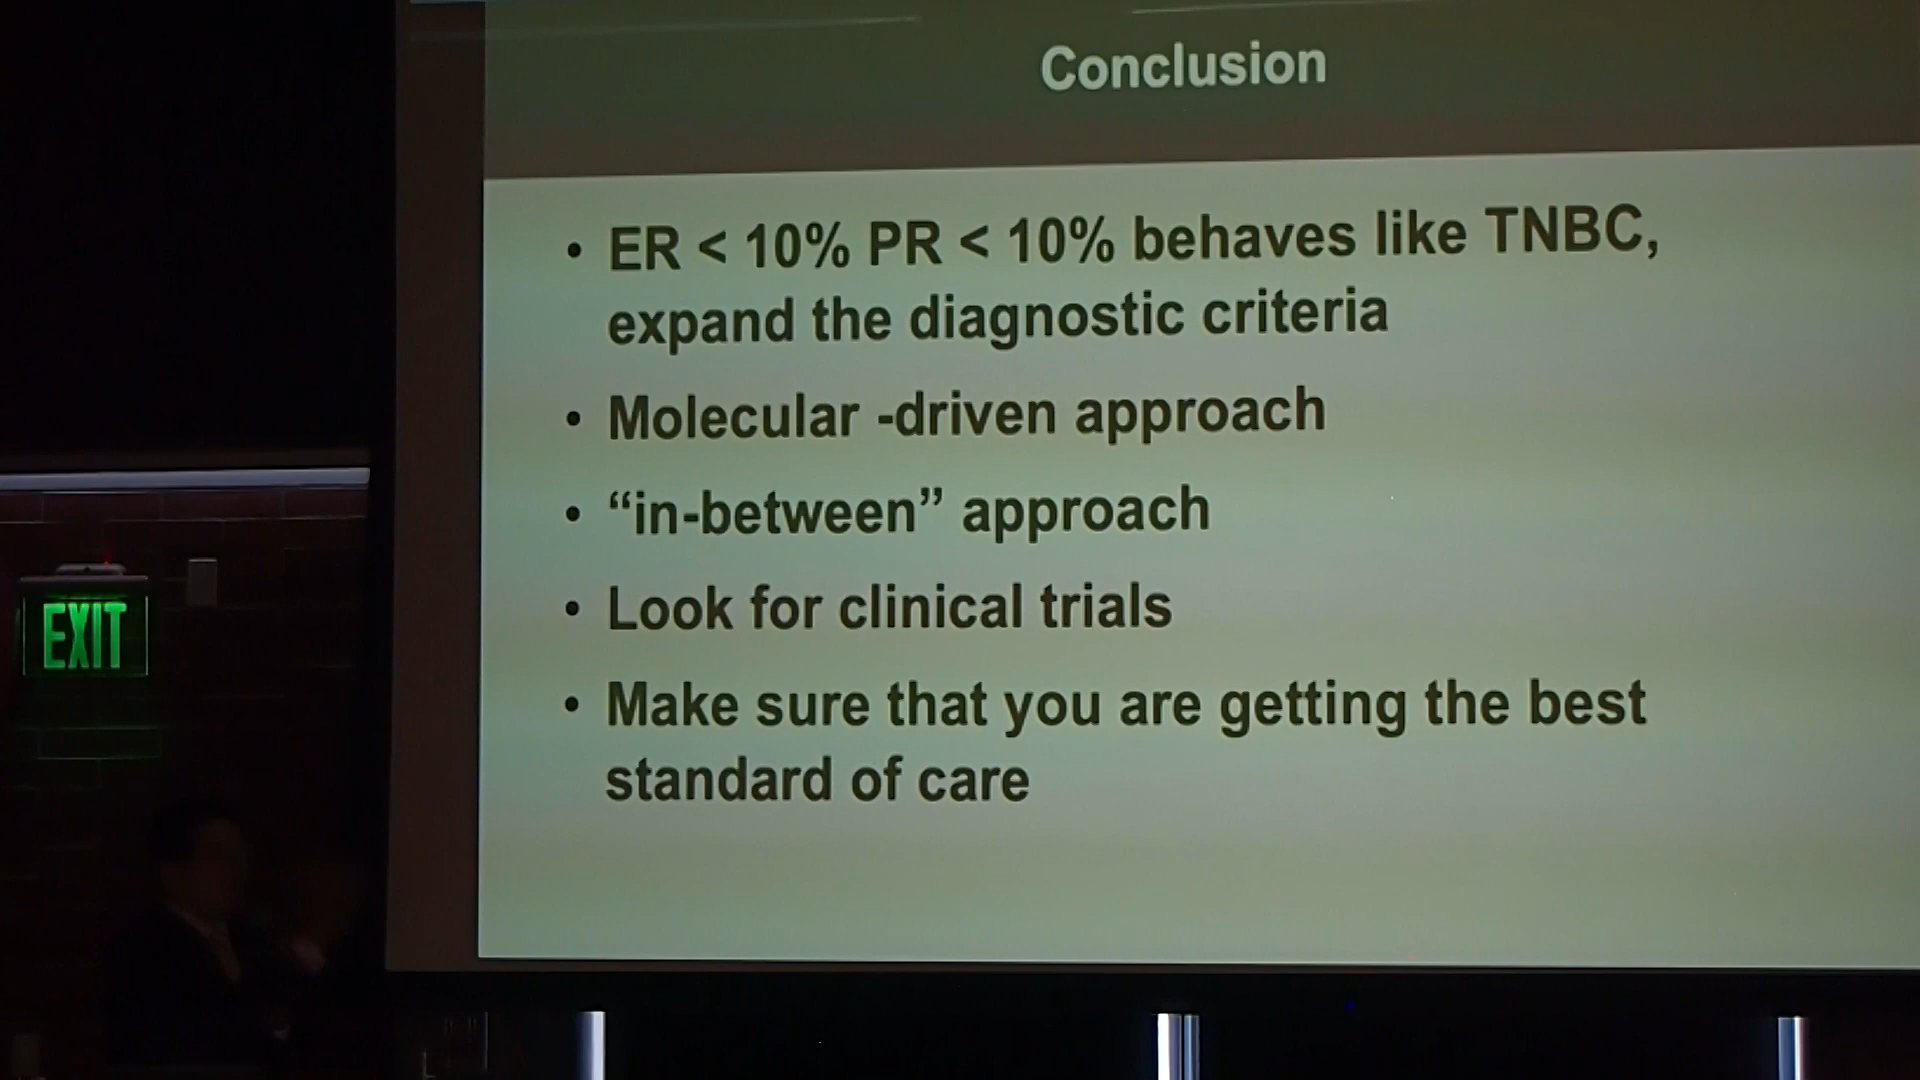 Conclusion
• ER < 10% PR < 10% behaves like TNBC,
expand the diagnostic criteria
• Molecular -driven approach
• “in-between” approach
• Look for clinical trials
• Make sure that you are getting the best
standard of care
EXIT